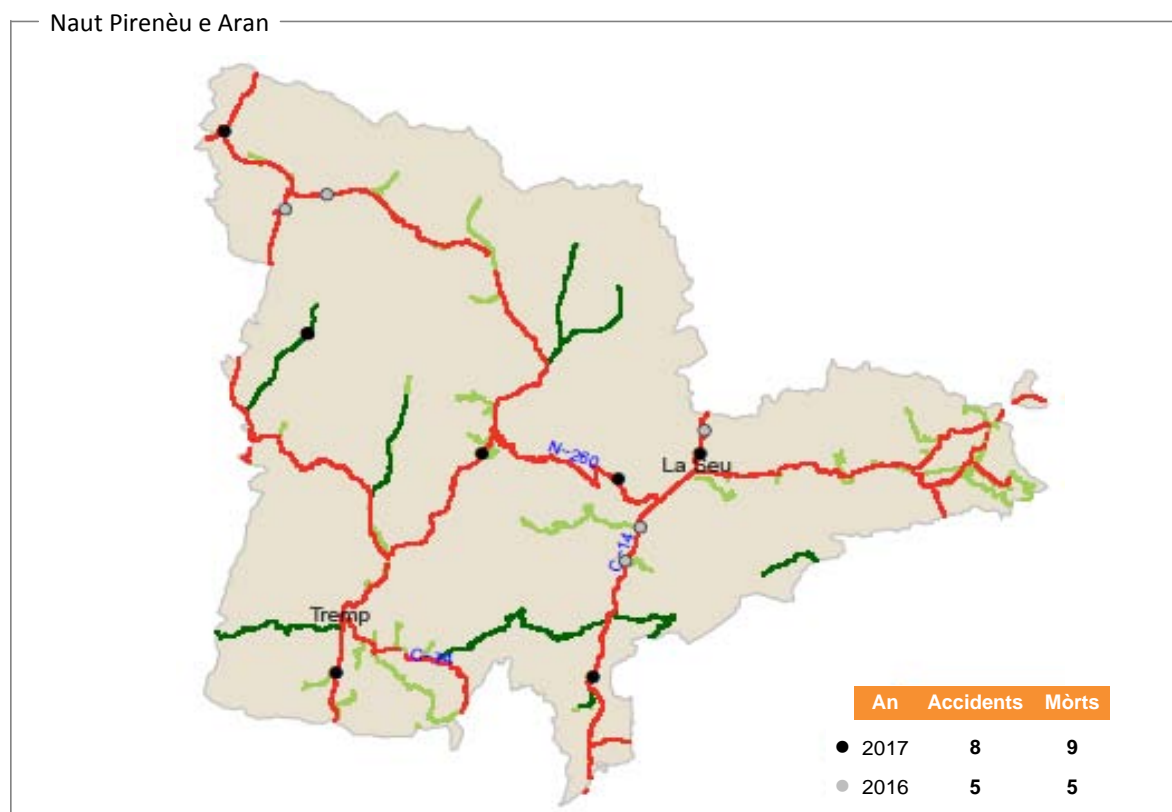 Naut Pirenèu e Aran
N-260
La Seu
C-14
Tremp
An Accidents Mòrts
2017 8 9
2016 5 5